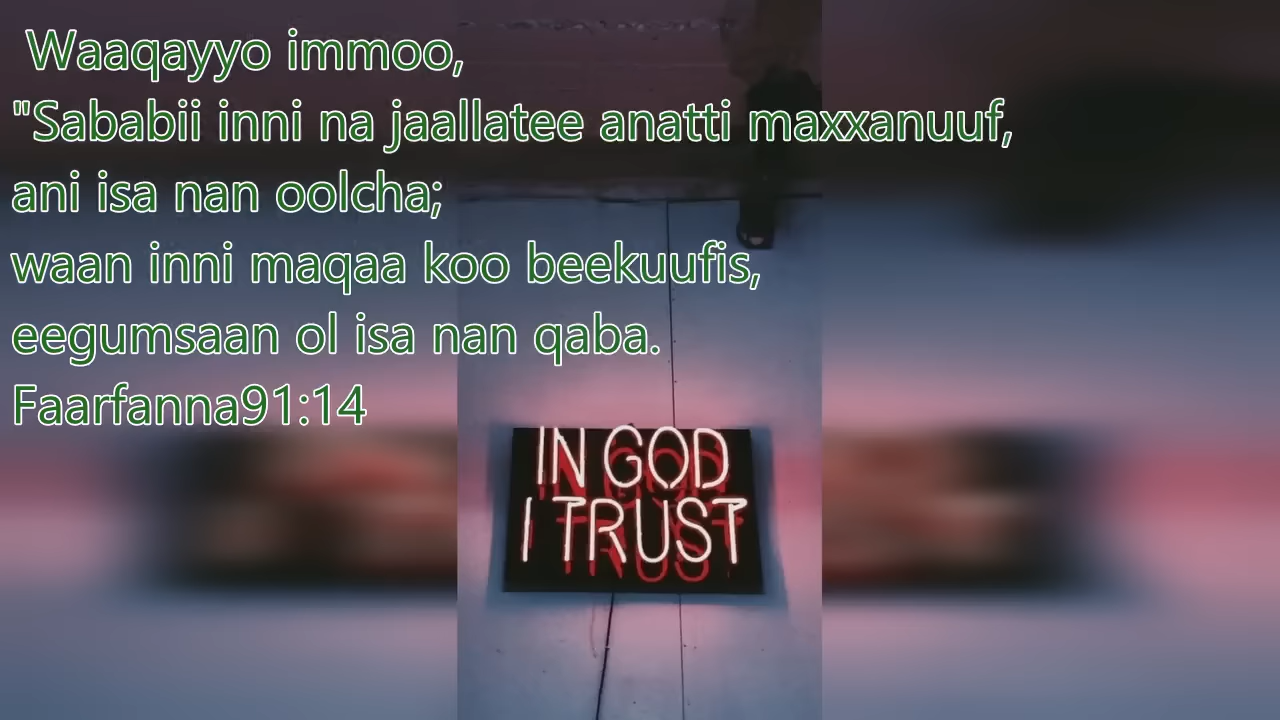 Waaqayyo immoo,
"Sababii inni na jaallatee anatti maxxanuuf,
ani isa nan oolcha;
waan inni maqaa koo beekuufis,
eegumsaan ol isa nan qaba.
Faarfanna91:14
IN GOD
I TRUST